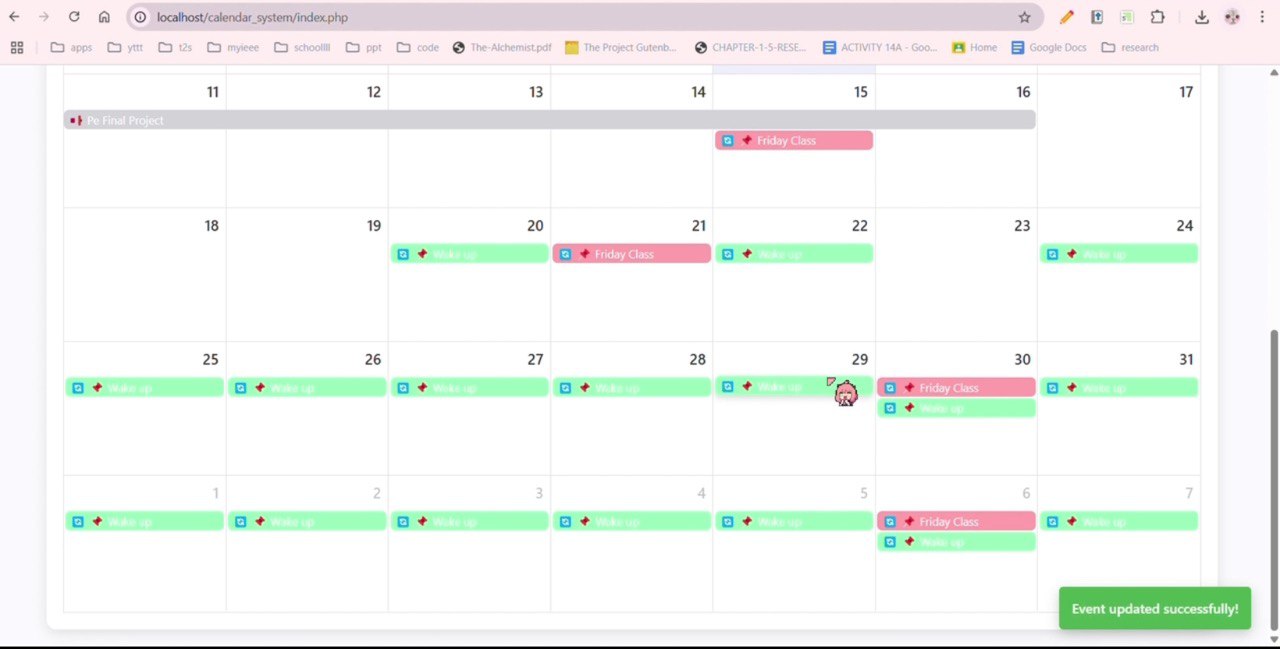 localhost/calendar_system/index.php
apps
yttt
t2s
myieee
schollllll
ppt
code
The-Alchemist.pdf
The Project Gutenb...
CHAPTER-1-5-RESE...
ACTIVITY 14A - Goo...
Home
Google Docs
research
11 12 13 14 15 16 17
Pe Final Project
Friday Class
18 19 20 21 22 23 24
Wake up Friday Class Wake up Wake up
25 26 27 28 29 30 31
Wake up Wake up Wake up Wake up Wake up Friday Class Wake up
Wake up
1 2 3 4 5 6 7
Wake up Wake up Wake up Wake up Wake up Friday Class Wake up
Wake up
Event updated successfully!